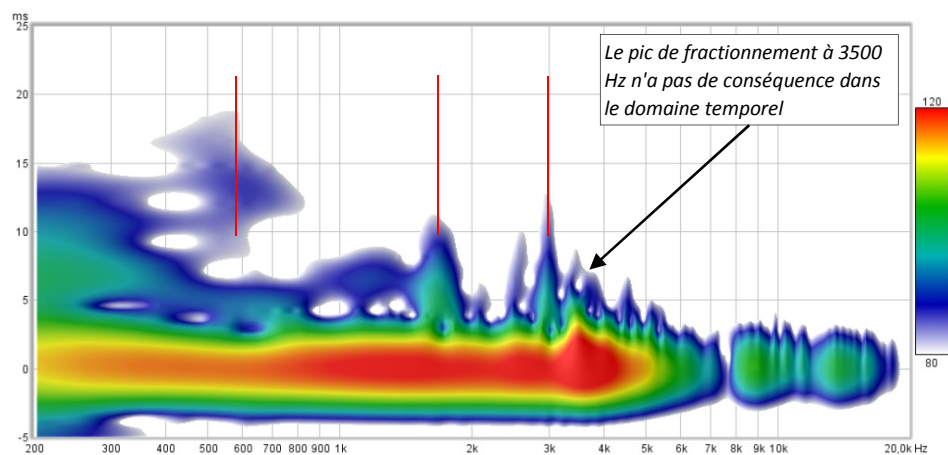 ms
25
Le pic de fractionnement à 3500
Hz n'a pas de conséquence dans
le domaine temporel
20
120
15
10
5
0
80
-5
200 300 400 500 600 800 900 1k 2k 3k 4k 5k 6k 7k 8k 9k 10k 20,0k Hz